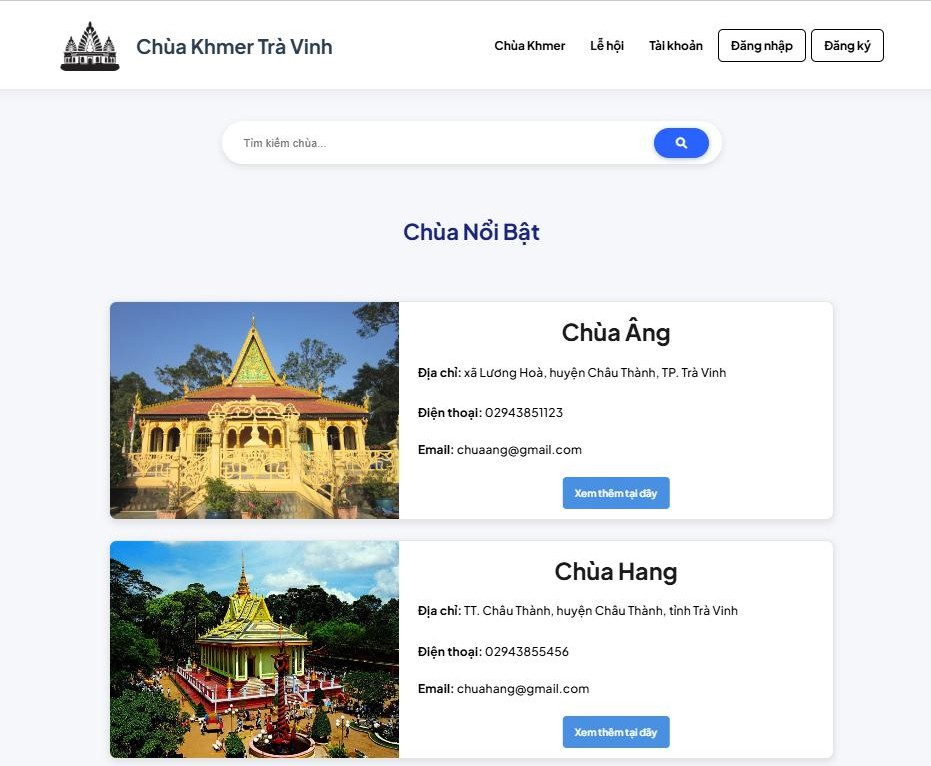 Chùa Khmer Trà Vinh
Chùa Khmer Lễ hội Tài khoản Đăng nhập Đăng ký
Tìm kiếm chùa...
Chùa Nổi Bật
Chùa Âng
Địa chỉ: xã Lương Hoà, huyện Châu Thành, TP. Trà Vinh
Điện thoại: 02943851123
Email: chuaang@gmail.com
Xem thêm tại đây
Chùa Hang
Địa chỉ: TT. Châu Thành, huyện Châu Thành, tỉnh Trà Vinh
Điện thoại: 02943855456
Email: chuahang@gmail.com
Xem thêm tại đây